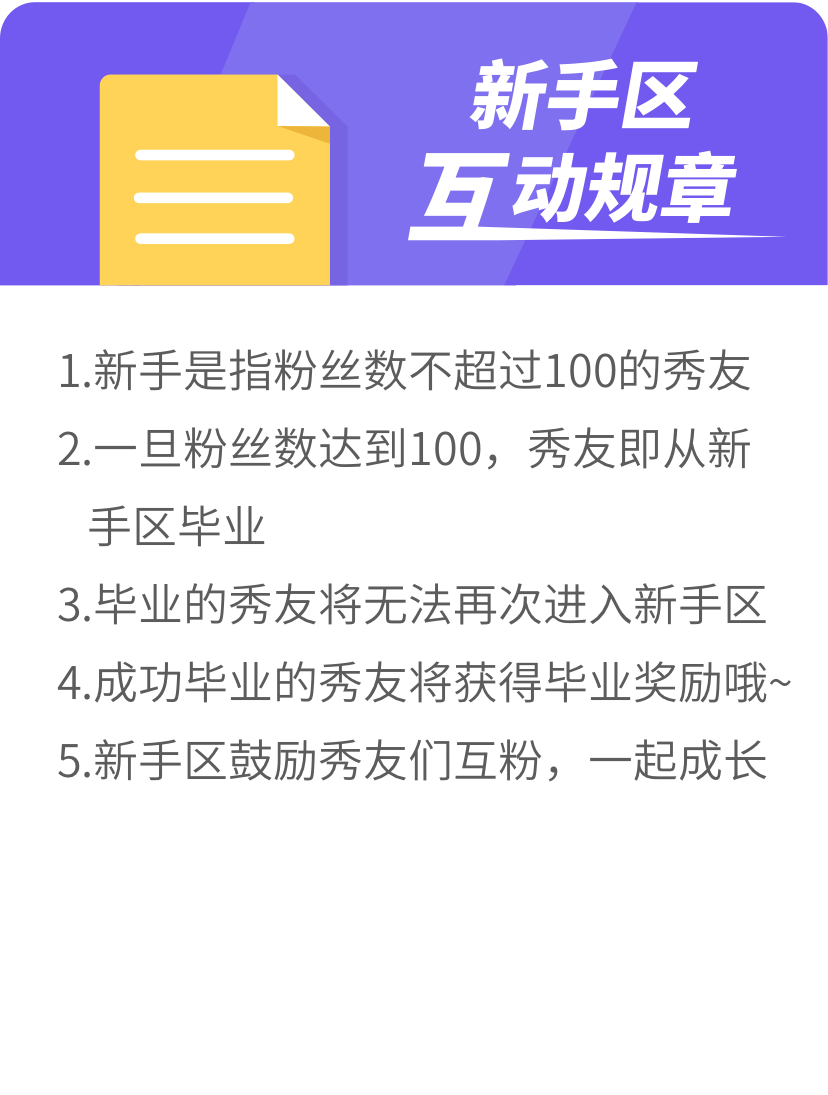 新手区
互动规章
1.新手是指粉丝数不超过100的秀友
2.一旦粉丝数达到100，秀友即从新
手区毕业
3.毕业的秀友将无法再次进入新手区
4.成功毕业的秀友将获得毕业奖励哦~
5.新手区鼓励秀友们互粉，一起成长